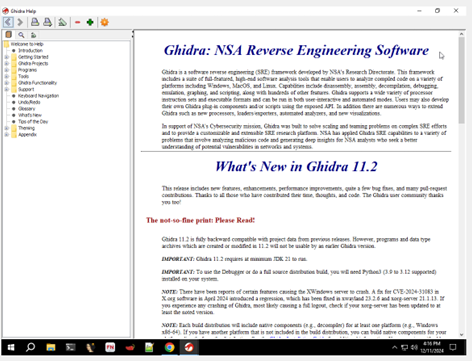 Ghidra Help
Welcome to Help
Introduction
Getting Started
Ghidra Projects
Programs
Tools
Ghidra Functionality
Support
Keyboard Navigation
Undo/Redo
Glossary
What's New
Tips of the Day
Training
Appendix
Ghidra: NSA Reverse Engineering Software
Ghidra is a software reverse engineering (SRE) framework developed by NSA's Research Directorate. This framework
includes a suite of full-featured, high-end software analysis tools that enable users to analyze compiled code on a variety of
platforms including Windows, MacOS, and Linux. Capabilities include disassembly, assembly, decompilation, debugging,
emulation, graphing, and scripting, along with hundreds of other features. Ghidra supports a wide variety of processor
instruction sets and executable formats and can be run in both user-interactive and automated modes. Users may also develop
their own Ghidra plug-in components and/or scripts using the exposed API. In addition there are numerous ways to extend
Ghidra such as new processors, loaders/exporters, automated analyzers, and new visualizations.
In support of NSA's Cybersecurity mission, Ghidra was built to solve scaling and teaming problems on complex SRE efforts
and to provide a customizable and extensible SRE research platform. NSA has applied Ghidra SRE capabilities to a variety of
problems that involve analyzing malicious code and generating deep insights for NSA analysts who seek a better
understanding of potential vulnerabilities in networks and systems.
What's New in Ghidra 11.2
This release includes new features, enhancements, performance improvements, quite a few bug fixes, and many pull-request
contributions. Thanks to all those who have contributed their time, thoughts, and code. The Ghidra user community thanks
you too!
The not-so-fine print: Please Read!
Ghidra 11.2 is fully backward compatible with project data from previous releases. However, programs and data type
archives which are created or modified in 11.2 will not be usable by an earlier Ghidra version.
IMPORTANT: Ghidra 11.2 requires at minimum JDK 21 to run.
IMPORTANT: To use the Debugger or do a full source distribution build, you will need Python3 (3.9 to 3.12 supported)
installed on your system.
NOTE: There have been reports of certain features causing the XWindows server to crash. A fix for CVE-2024-31083 in
X.org software in April 2024 introduced a regression, which has been fixed in xwayland 23.2.6 and xorg-server 21.1.13. If
you experience any crashing of Ghidra, most likely causing a full logout, check if your xorg-server has been updated to at
least the noted version.
NOTE: Each build distribution will include native components (e.g., decompiler) for at least one platform (e.g., Windows
x86-64). If you have another platform that is not included in the build distribution, you can build native components for your
4:16 PM
12/11/2024